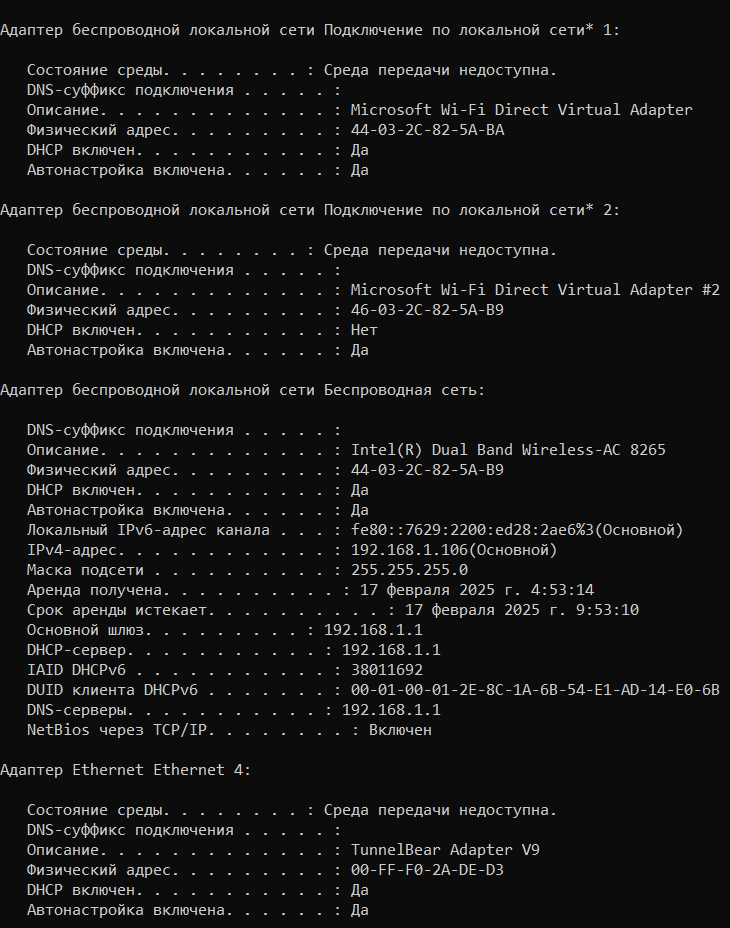 Адаптер беспроводной локальной сети Подключение по локальной сети* 1:
Состояние среды. . . . . . . . : Среда передачи недоступна.
DNS-суффикс подключения . . . . . :
Описание. . . . . . . . . . . . . : Microsoft Wi-Fi Direct Virtual Adapter
Физический адрес. . . . . . . . . : 44-03-2C-82-5A-BA
DHCP включен. . . . . . . . . . . : Да
Автонастройка включена. . . . . . : Да
Адаптер беспроводной локальной сети Подключение по локальной сети* 2:
Состояние среды. . . . . . . . : Среда передачи недоступна.
DNS-суффикс подключения . . . . . :
Описание. . . . . . . . . . . . . : Microsoft Wi-Fi Direct Virtual Adapter #2
Физический адрес. . . . . . . . . : 46-03-2C-82-5A-B9
DHCP включен. . . . . . . . . . . : Нет
Автонастройка включена. . . . . . : Да
Адаптер беспроводной локальной сети Беспроводная сеть:
DNS-суффикс подключения . . . . . :
Описание. . . . . . . . . . . . . : Intel(R) Dual Band Wireless-AC 8265
Физический адрес. . . . . . . . . : 44-03-2C-82-5A-B9
DHCP включен. . . . . . . . . . . : Да
Автонастройка включена. . . . . . : Да
Локальный IPv6-адрес канала . . . : fe80::7629:2200:ed28:2ae6%3(Основной)
IPv4-адрес. . . . . . . . . . . . : 192.168.1.106(Основной)
Маска подсети . . . . . . . . . . : 255.255.255.0
Аренда получена. . . . . . . . . . : 17 февраля 2025 г. 4:53:14
Срок аренды истекает. . . . . . . . . . : 17 февраля 2025 г. 9:53:10
Основной шлюз. . . . . . . . . : 192.168.1.1
DHCP-сервер. . . . . . . . . . . : 192.168.1.1
IAID DHCPv6 . . . . . . . . . . . : 38011692
DUID клиента DHCPv6 . . . . . . . : 00-01-00-01-2E-8C-1A-6B-54-E1-AD-14-E0-6B
DNS-серверы. . . . . . . . . . . : 192.168.1.1
NetBios через TCP/IP. . . . . . . . : Включен
Адаптер Ethernet Ethernet 4:
Состояние среды. . . . . . . . : Среда передачи недоступна.
DNS-суффикс подключения . . . . . :
Описание. . . . . . . . . . . . . : TunnelBear Adapter V9
Физический адрес. . . . . . . . . : 00-FF-F0-2A-DE-D3
DHCP включен. . . . . . . . . . . : Да
Автонастройка включена. . . . . . : Да